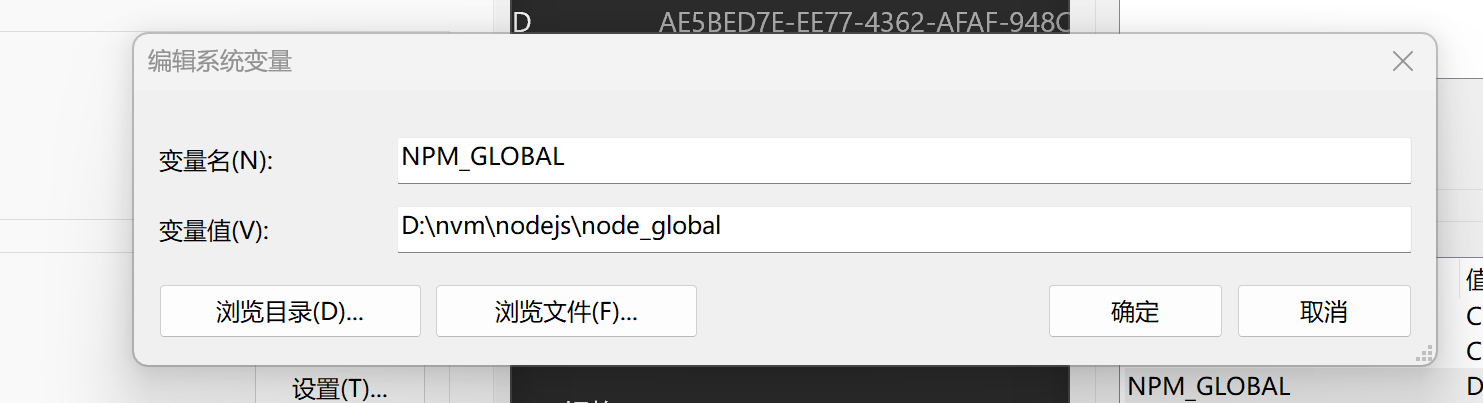 D AE5BED7E-EE77-4362-AFAF-948C
编辑系统变量
变量名(N): NPM_GLOBAL
变量值(V): D:\nvm\nodejs\node_global
浏览目录(D)... 浏览文件(F)... 确定 取消
值
C
C
设置(T)... NPM_GLOBAL D